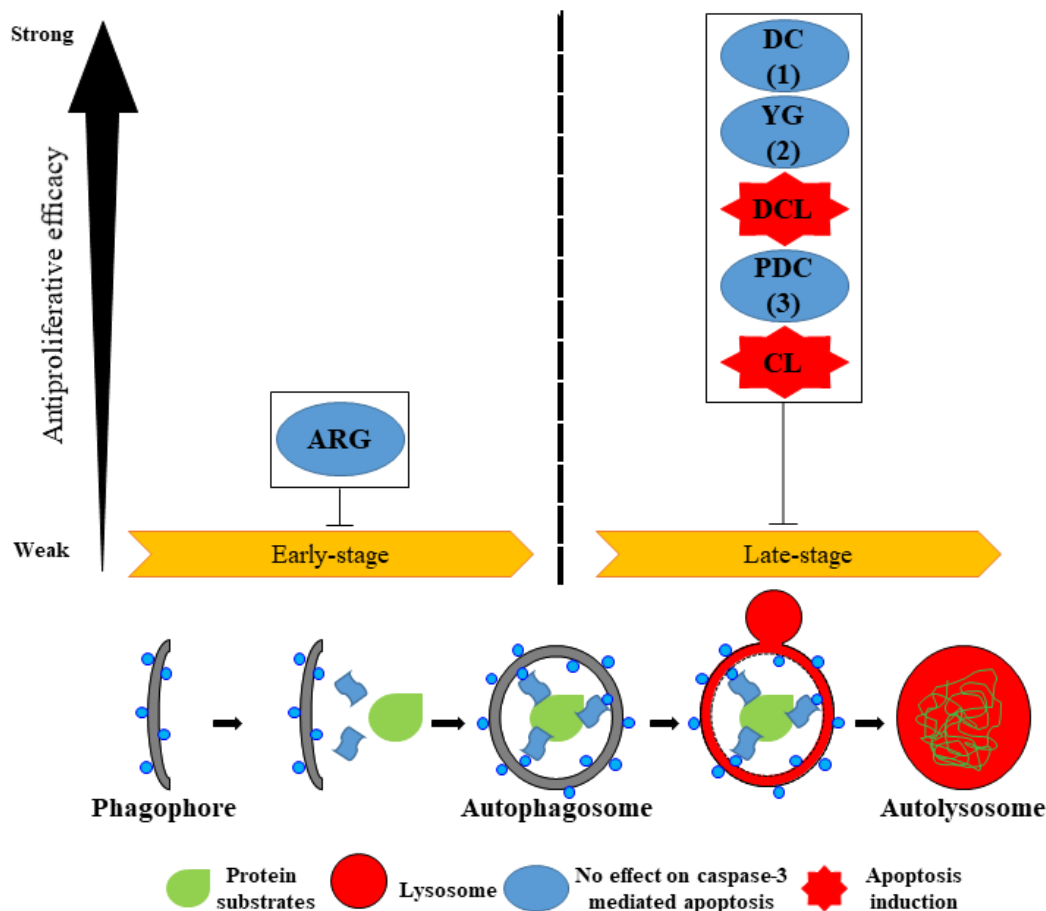 Strong
Antiproliferative efficacy
Weak
DC
(1)
YG
(2)
DCL
PDC
(3)
CL
ARG
Early-stage
Late-stage
Phagophore
Autophagosome
Autolysosome
Protein
substrates
Lysosome
No effect on caspase-3
mediated apoptosis
Apoptosis
induction